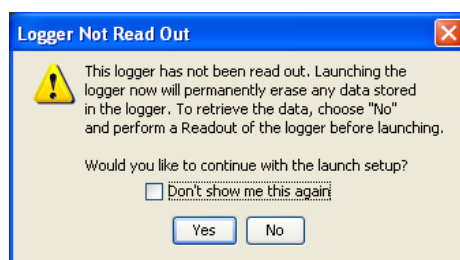 Logger Not Read Out
This logger has not been read out. Launching the
logger now will permanently erase any data stored
in the logger. To retrieve the data, choose "No"
and perform a Readout of the logger before launching.
Would you like to continue with the launch setup?
Don't show me this again
Yes No